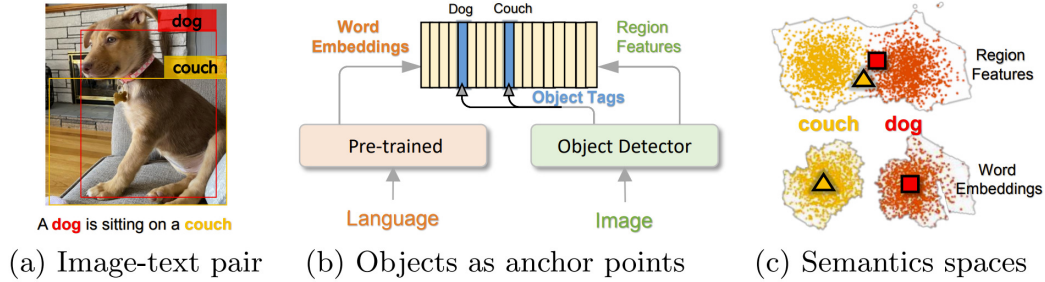 dog
couch
A dog is sitting on a couch
(a) Image-text pair
Dog
Couch
Word
Embeddings
Region
Features
Object Tags
Pre-trained
Object Detector
Language
Image
(b) Objects as anchor points
Region
Features
couch
dog
Word
Embeddings
(c) Semantics spaces